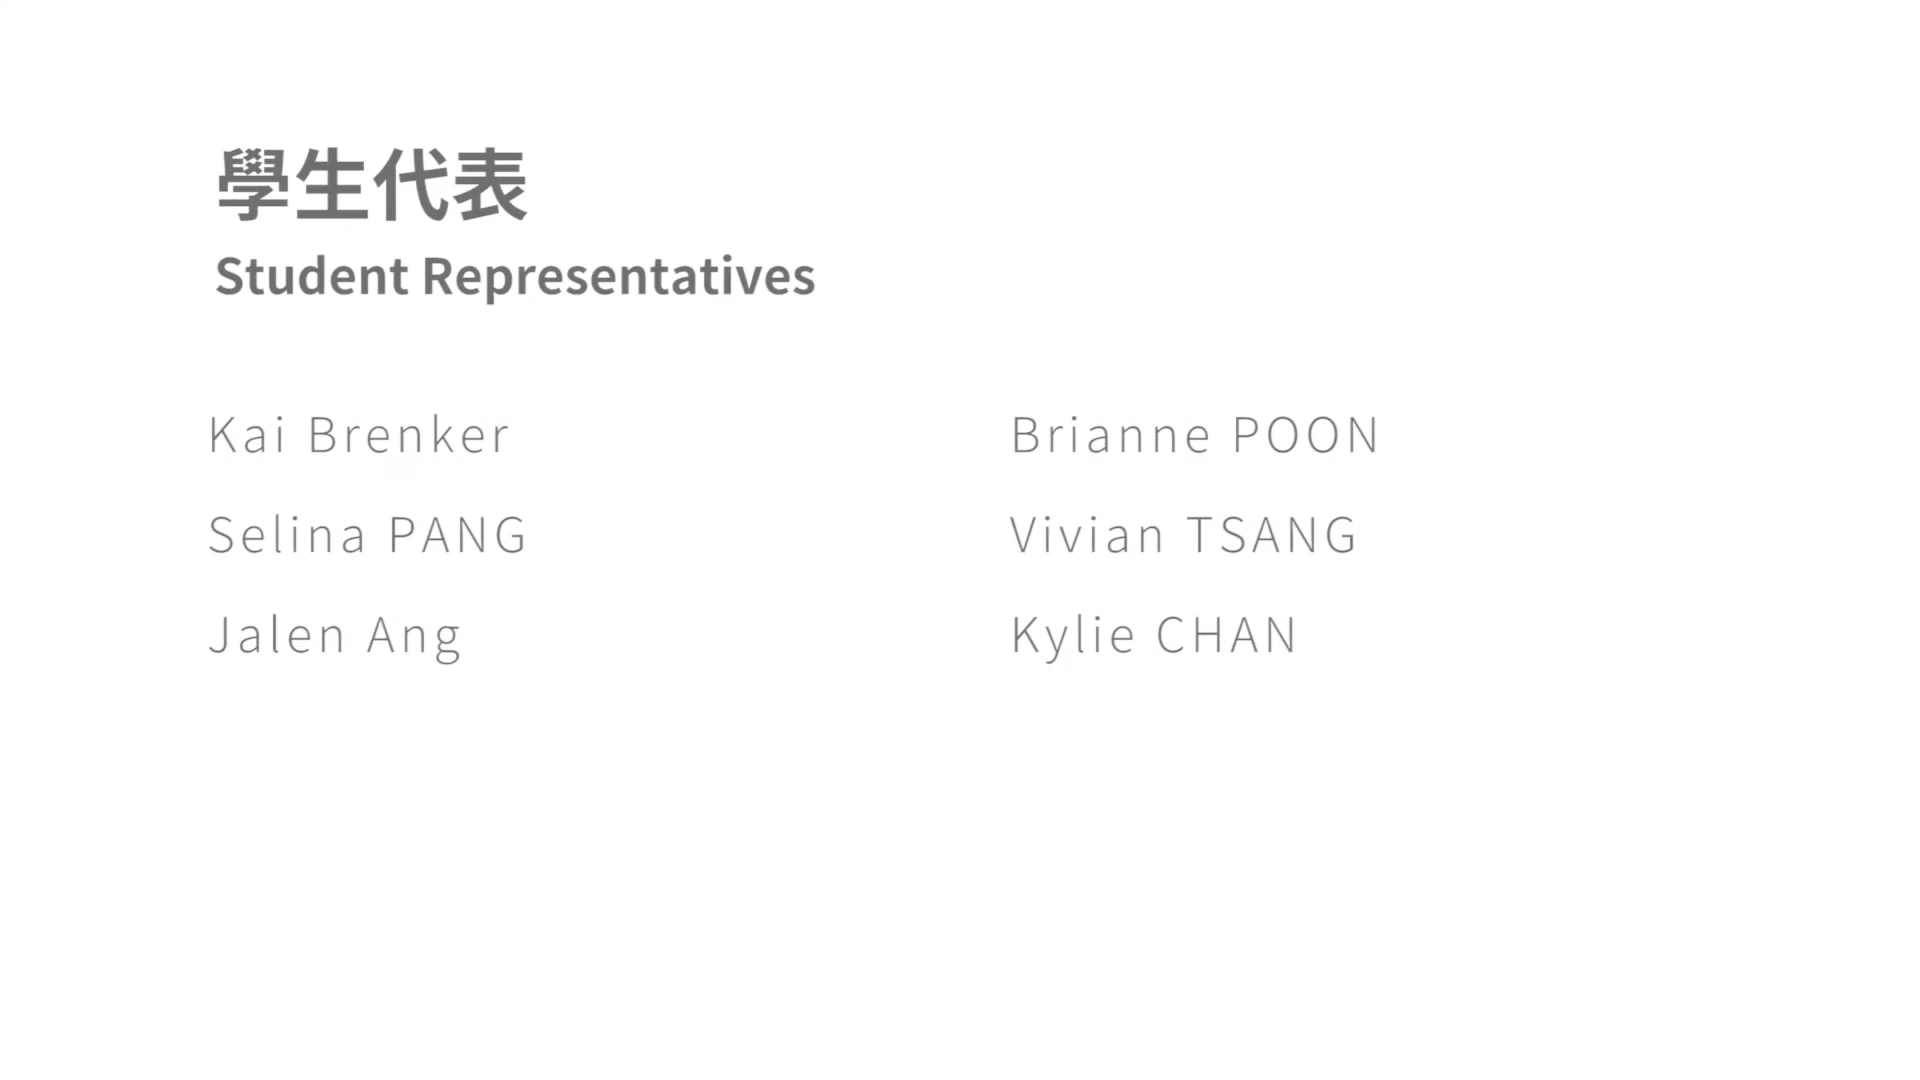 學生代表
Student Representatives
Kai Brenker
Brianne POON
Selina PANG
Vivian TSANG
Jalen Ang
Kylie CHAN